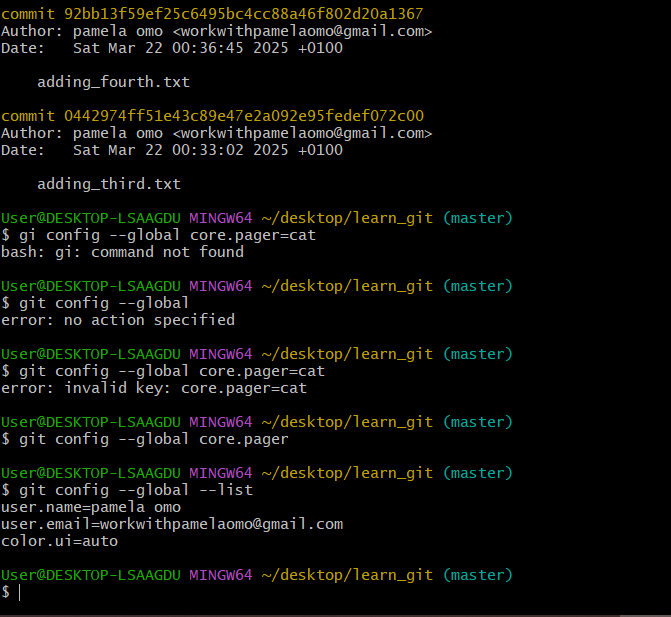 commit 92bb13f59ef25c6495bc4cc88a46f802d20a1367
Author: pamela omo <workwithpamelaomo@gmail.com>
Date:   Sat Mar 22 00:36:45 2025 +0100

    adding_fourth.txt

commit 0442974ff51e43c89e47e2a092e95fedef072c00
Author: pamela omo <workwithpamelaomo@gmail.com>
Date:   Sat Mar 22 00:33:02 2025 +0100

    adding_third.txt

User@DESKTOP-LSAAGDU MINGW64 ~/desktop/learn_git (master)
$ gi config --global core.pager=cat
bash: gi: command not found

User@DESKTOP-LSAAGDU MINGW64 ~/desktop/learn_git (master)
$ git config --global
error: no action specified

User@DESKTOP-LSAAGDU MINGW64 ~/desktop/learn_git (master)
$ git config --global core.pager=cat
error: invalid key: core.pager=cat

User@DESKTOP-LSAAGDU MINGW64 ~/desktop/learn_git (master)
$ git config --global core.pager

User@DESKTOP-LSAAGDU MINGW64 ~/desktop/learn_git (master)
$ git config --global --list
user.name=pamela omo
user.email=workwithpamelaomo@gmail.com
color.ui=auto

User@DESKTOP-LSAAGDU MINGW64 ~/desktop/learn_git (master)
$